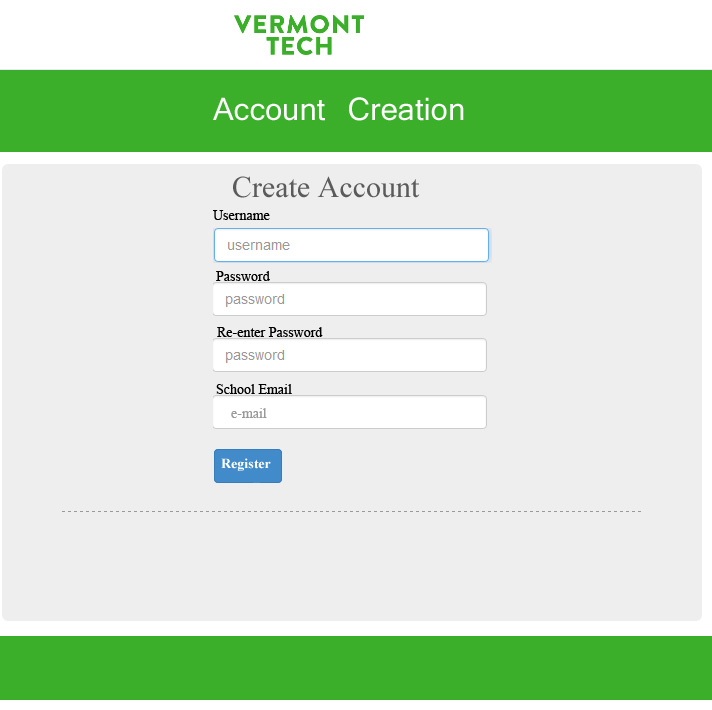 VERMONT
TECH
Account Creation
Create Account
Username
username
Password
password
Re-enter Password
password
School Email
e-mail
Register